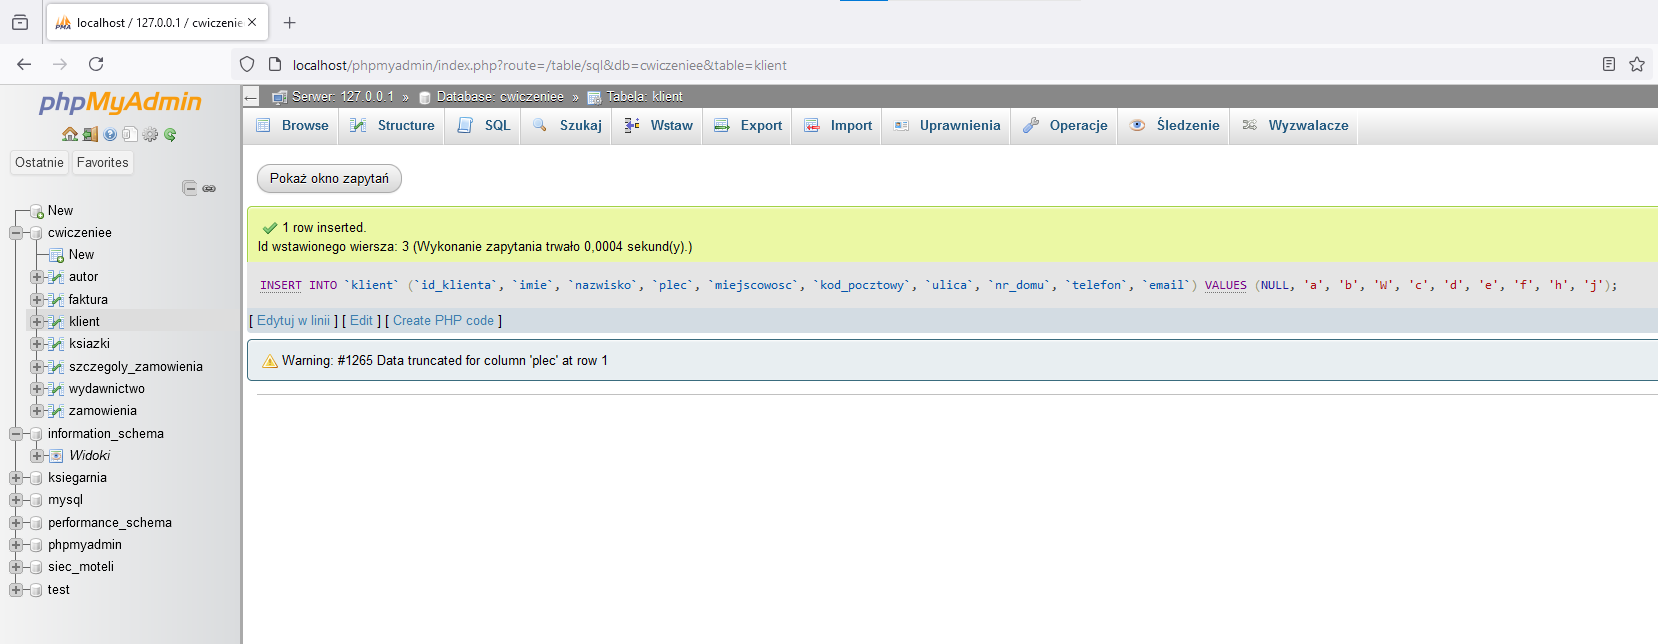 localhost / 127.0.0.1 / cwiczenie
localhost/phpmyadmin/index.php?route=/table/sql&db=cwiczeniee&table=klient
phpMyAdmin
Ostatnie Favorites
New
cwiczeniee
New
autor
faktura
klient
ksiazki
szczegoly_zamowienia
wydawnictwo
zamowienia
information_schema
Widoki
ksiegarnia
mysql
performance_schema
phpmyadmin
siec_moteli
test
Serwer: 127.0.0.1 » Database: cwiczeniee » Tabela: klient
Browse Structure SQL Szukaj Wstaw Export Import Uprawnienia Operacje Śledzenie Wyzwalacze
Pokaż okno zapytań
1 row inserted.
Id wstawionego wiersza: 3 (Wykonanie zapytania trwało 0,0004 sekund(y).)
INSERT INTO `klient` (`id_klienta`, `imie`, `nazwisko`, `plec`, `miejscowosc`, `kod_pocztowy`, `ulica`, `nr_domu`, `telefon`, `email`) VALUES (NULL, 'a', 'b', 'W', 'c', 'd', 'e', 'f', 'h', 'j');
[ Edytuj w linii ] [ Edit ] [ Create PHP code ]
Warning: #1265 Data truncated for column 'plec' at row 1